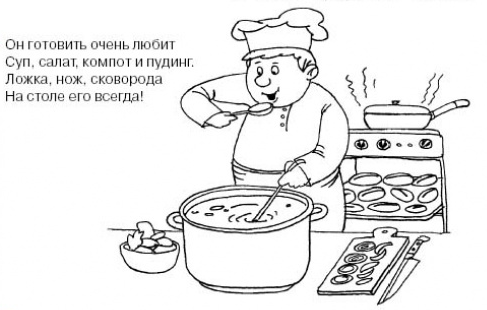 Он готовить очень любит
Суп, салат, компот и пудинг.
Ложка, нож, сковорода
На столе его всегда!